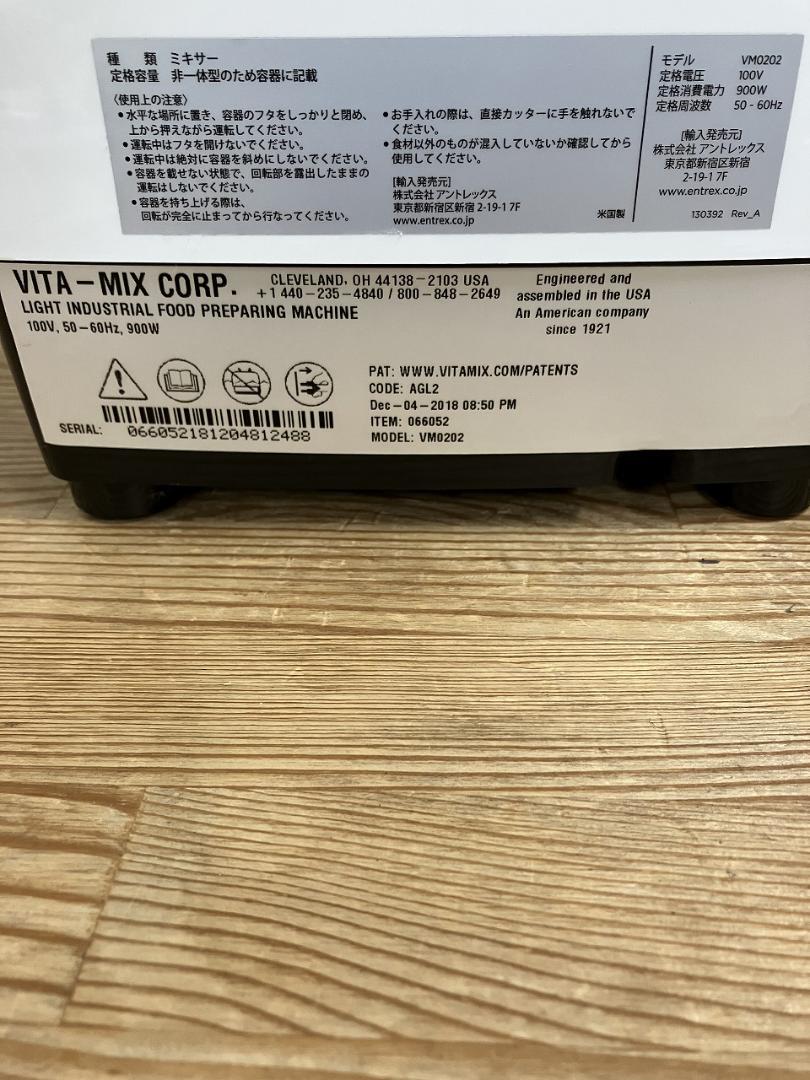 種　類　ミキサー
定格容量　非一体型のため容器に記載
〈使用上の注意〉
●水平な場所に置き、容器のフタをしっかりと閉め、
上から押えながら運転してください。
●運転中はフタを開けないでください。
●運転中は絶対に容器を斜めにしないでください。
●容器を載せない状態で、回転部を露出したままの
運転はしないでください。
●容器を持ち上げる際は、
回転が完全に止まってから行なってください。
●お手入れの際は、直接カッターに手を触れないで
ください。
●食材以外のものが混入していないか確認してから
使用してください。
[輸入発売元]
株式会社 アントレックス
東京都新宿区新宿 2-19-1 7F
www.entrex.co.jp
米国製
モデル VM0202
定格電圧 100V
定格消費電力 900W
定格周波数 50 - 60Hz
[輸入発売元]
株式会社 アントレックス
東京都新宿区新宿
2-19-1 7F
www.entrex.co.jp
130392 Rev_A
VITA-MIX CORP.
CLEVELAND, OH 44138-2103 USA
+1 440-235-4840 / 800-848-2649
LIGHT INDUSTRIAL FOOD PREPARING MACHINE
100V, 50-60Hz, 900W
Engineered and
assembled in the USA
An American company
since 1921
PAT: WWW.VITAMIX.COM/PATENTS
CODE: AGL2
Dec-04-2018 08:50 PM
ITEM: 066052
MODEL: VM0202
SERIAL: 066052181204812488